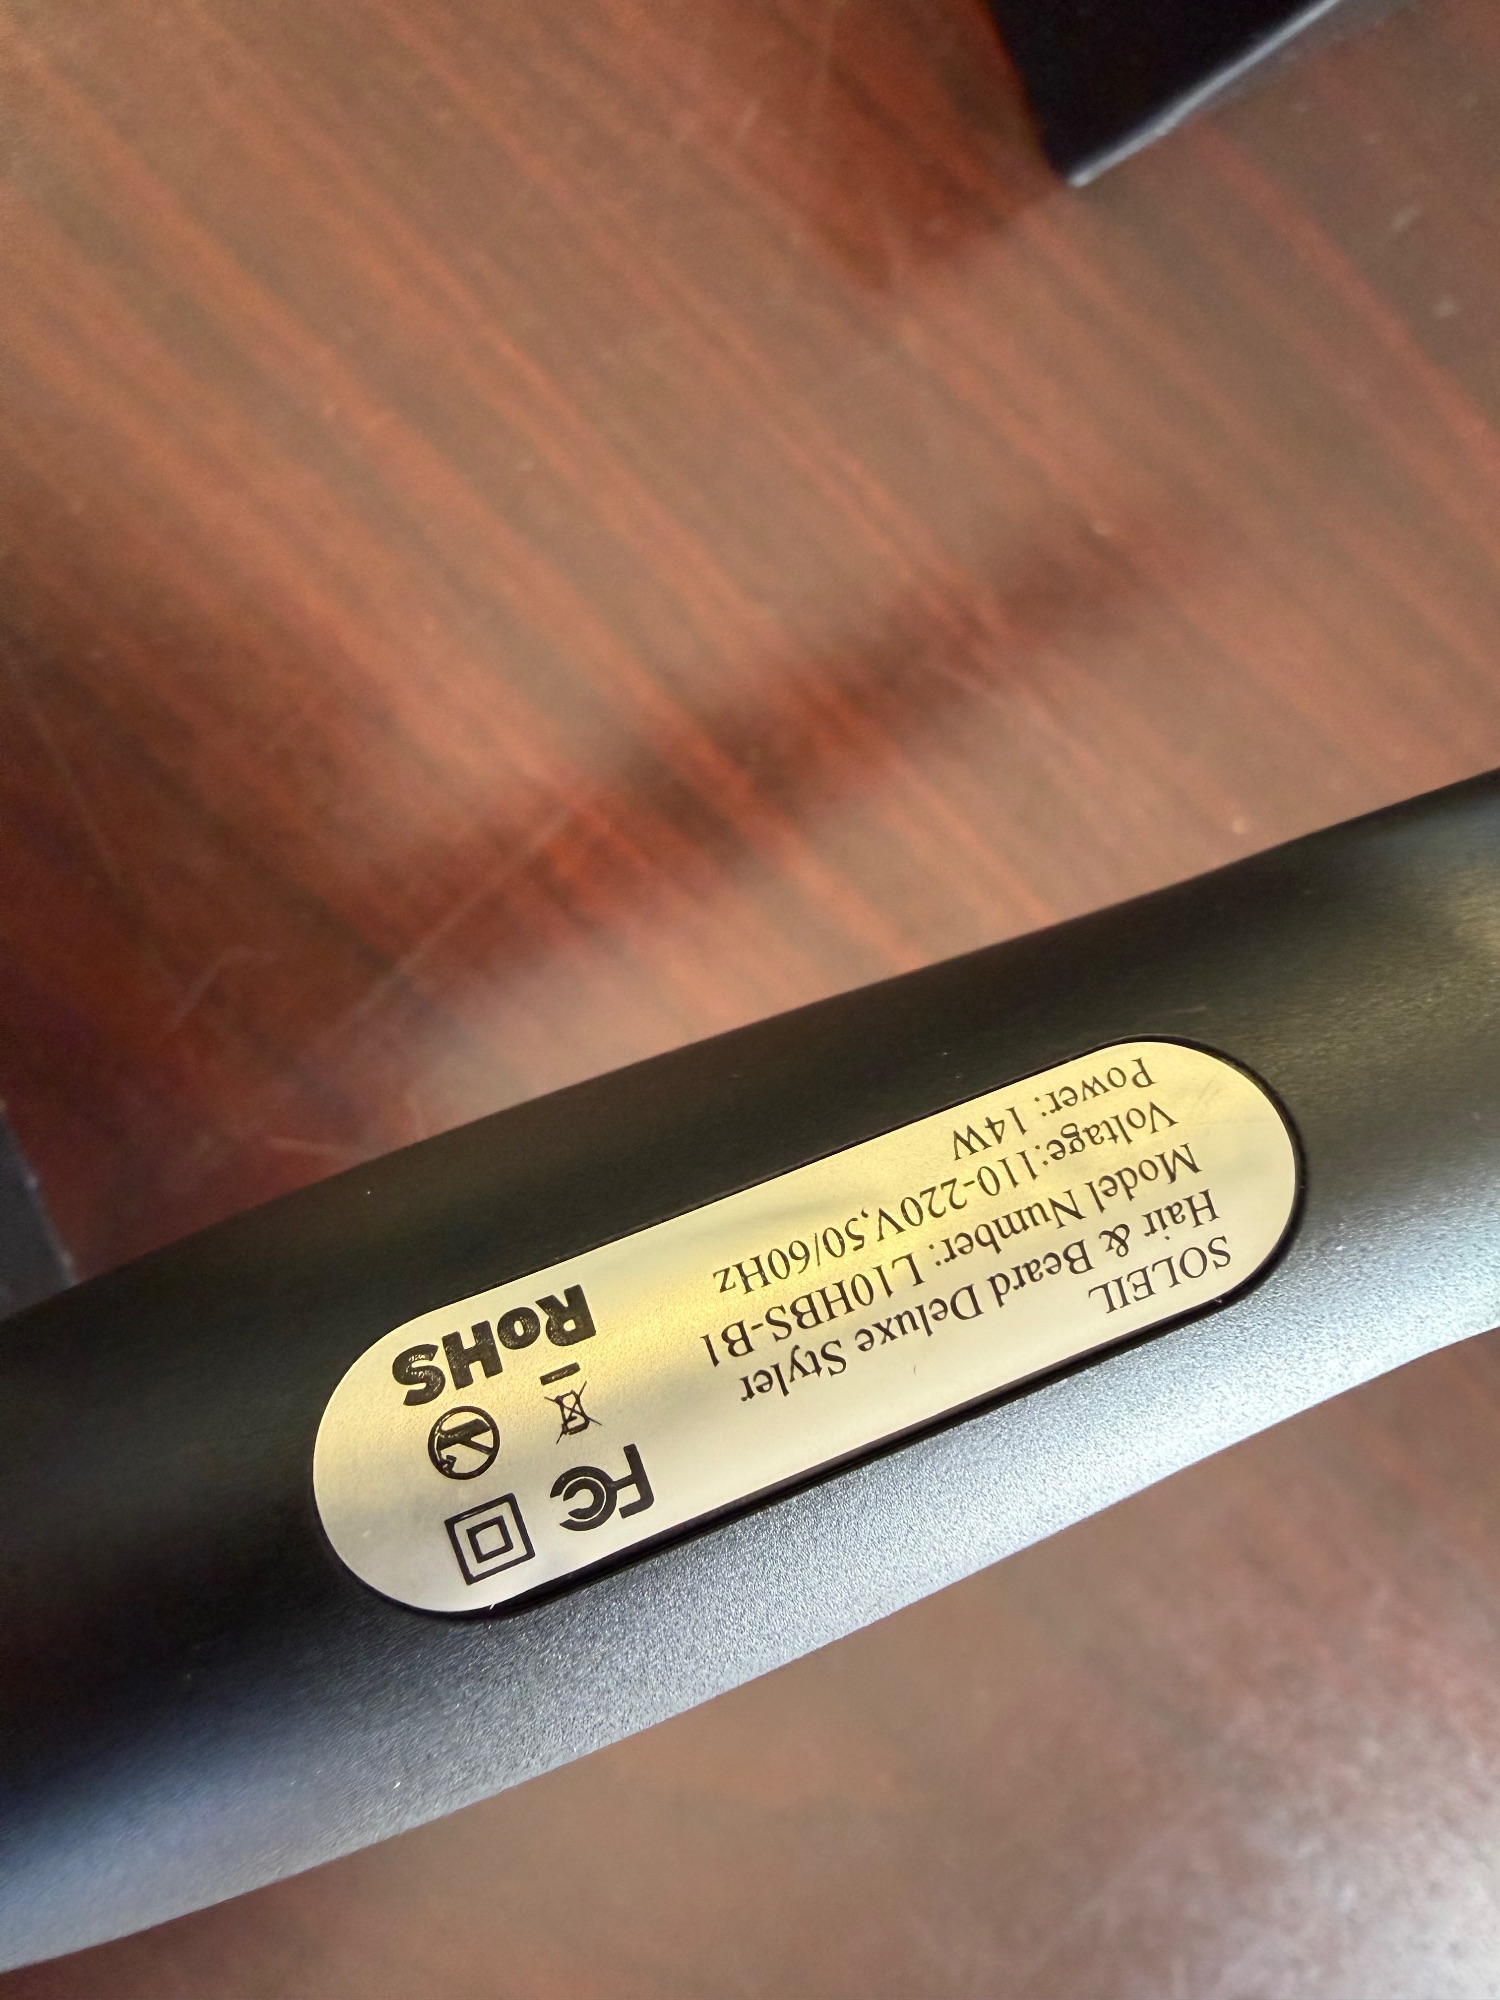 SOLEIL
Hair & Beard Deluxe Styler
Model Number: L10HBS-B1
Voltage:110-220V,50/60Hz
Power: 14W
FC
RoHS